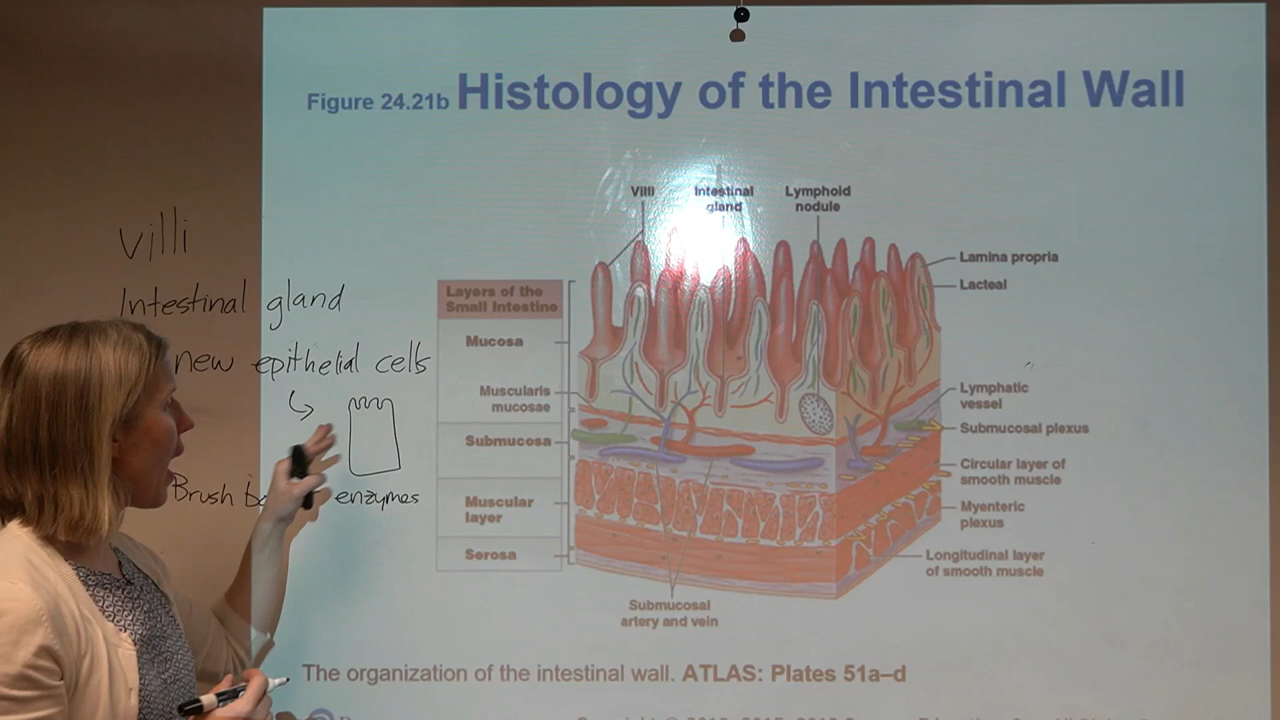 Figure 24.21b Histology of the Intestinal Wall
Villi
Intestinal
gland
Lymphoid
nodule
Lamina propria
Lacteal
Layers of the
Small Intestine
Mucosa
Muscularis
mucosae
Submucosa
Muscular
layer
Serosa
Lymphatic
vessel
Submucosal plexus
Circular layer of
smooth muscle
Myenteric
plexus
Longitudinal layer
of smooth muscle
Submucosal
artery and vein
The organization of the intestinal wall. ATLAS: Plates 51a–d
villi
Intestinal gland
new epithelial cells
Brush enzymes